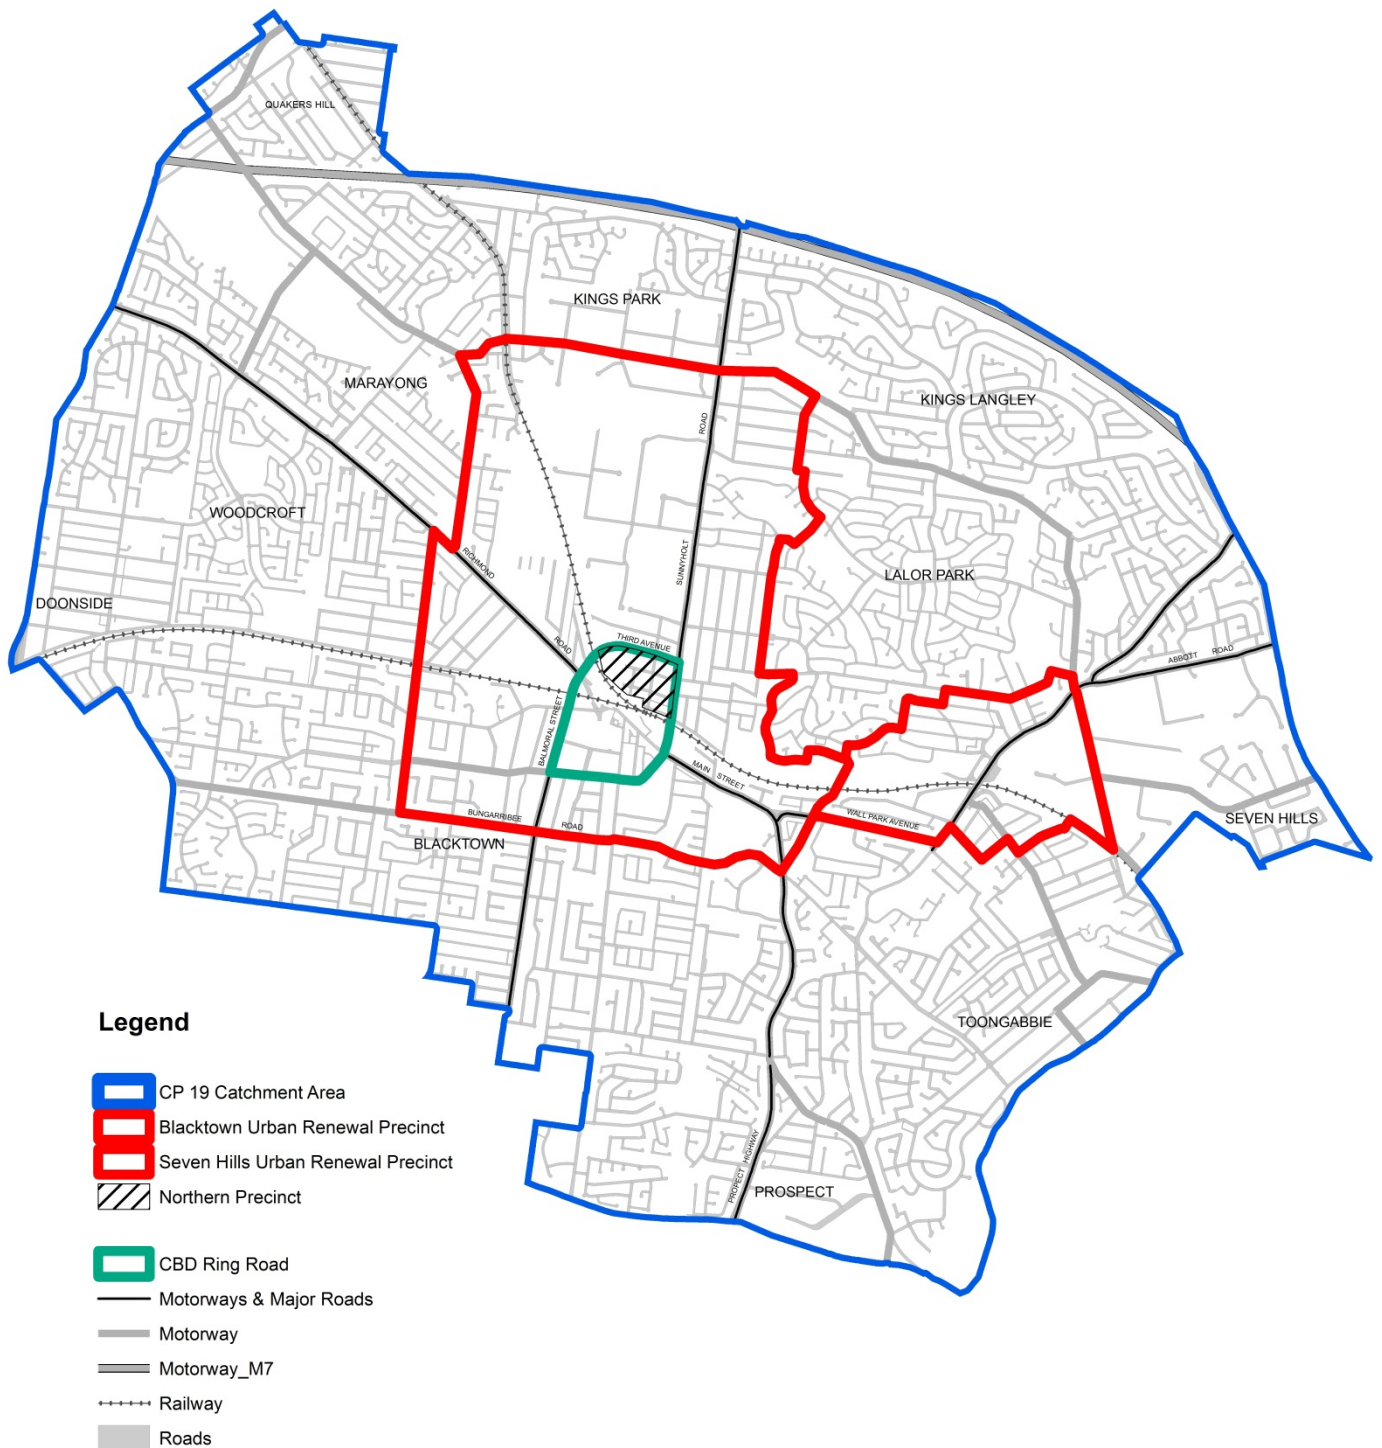 QUAKERS HILL
KINGS PARK
MARAYONG
KINGS LANGLEY
ROAD
WOODCROFT
RICHMOND
SUNNYHOLT
LALOR PARK
DOONSIDE
THIRD AVENUE
ROAD
ABBOTT ROAD
BALMORAL STREET
MAIN STREET
WALL PARK AVENUE
BUNGARRIBEE ROAD
SEVEN HILLS
BLACKTOWN
TOONGABBIE
PROPECT HIGHWAY
PROSPECT
Legend
CP 19 Catchment Area
Blacktown Urban Renewal Precinct
Seven Hills Urban Renewal Precinct
Northern Precinct
CBD Ring Road
Motorways & Major Roads
Motorway
Motorway_M7
Railway
Roads